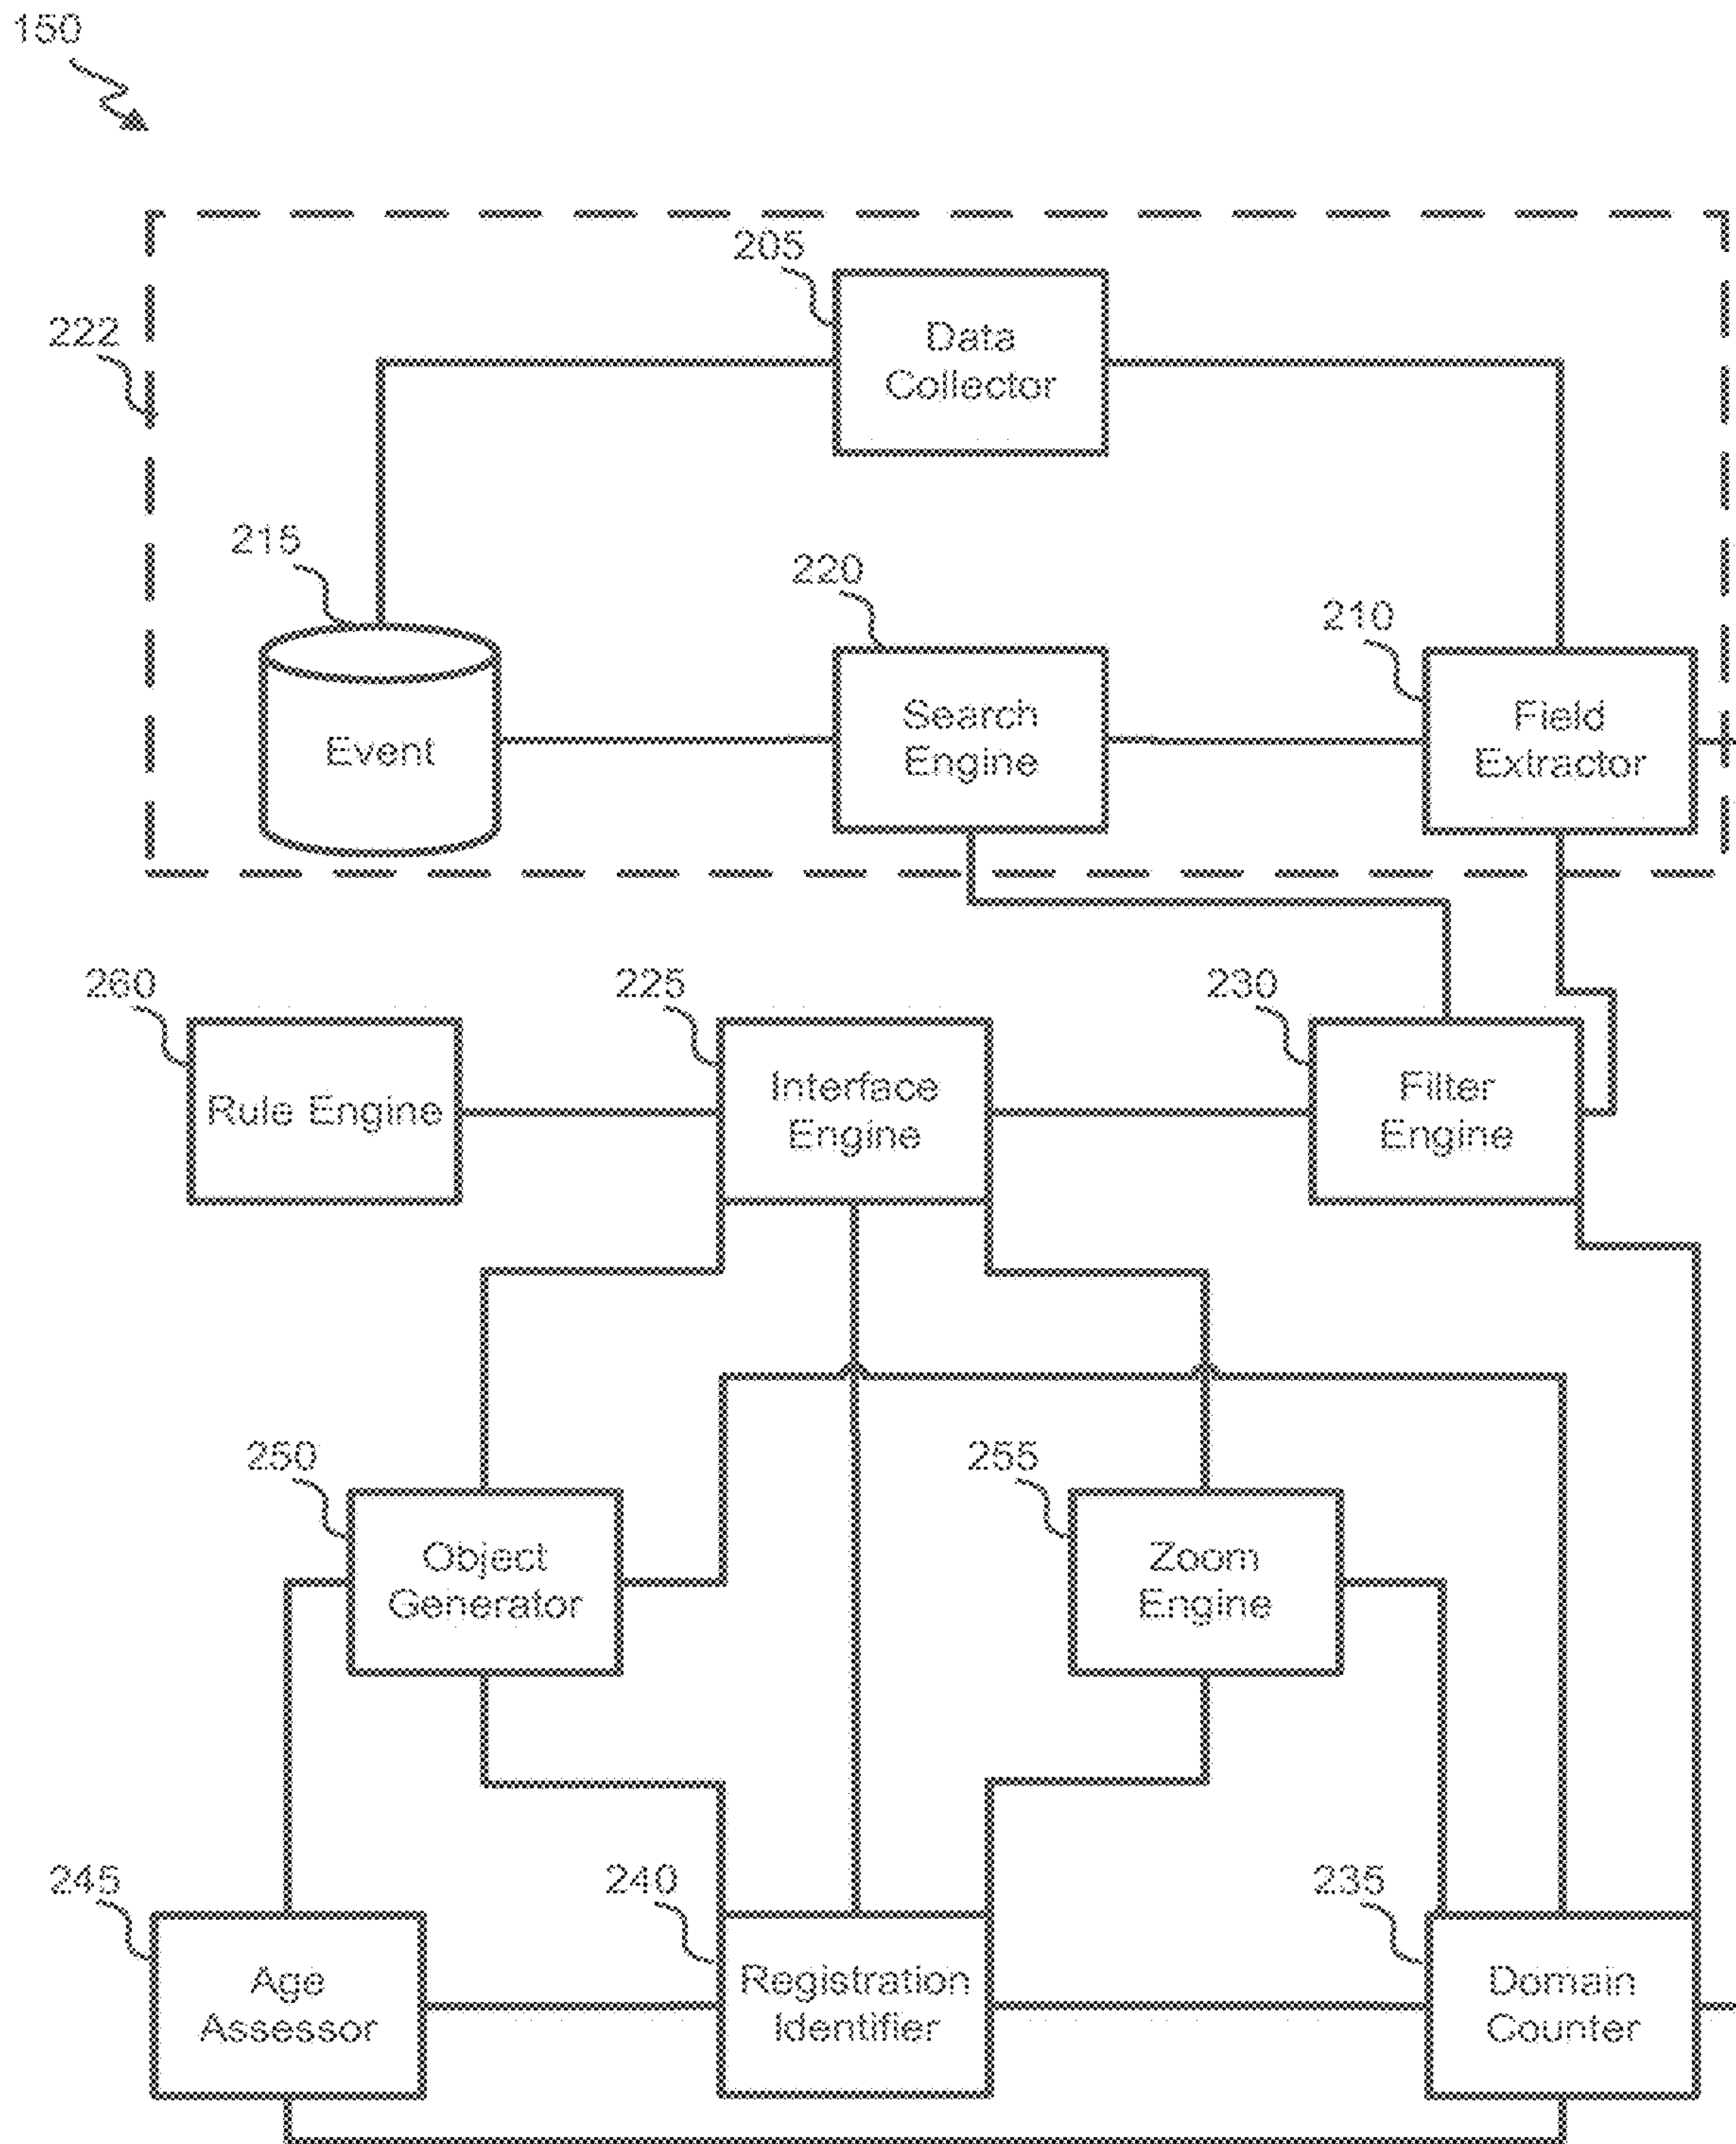 150
222
205
Data
Collector
215
Event
220
Search
Engine
210
Field
Extractor
260
Rule Engine
225
Interface
Engine
230
Filter
Engine
250
Object
Generator
255
Zoom
Engine
245
Age
Assessor
240
Registration
Identifier
235
Domain
Counter